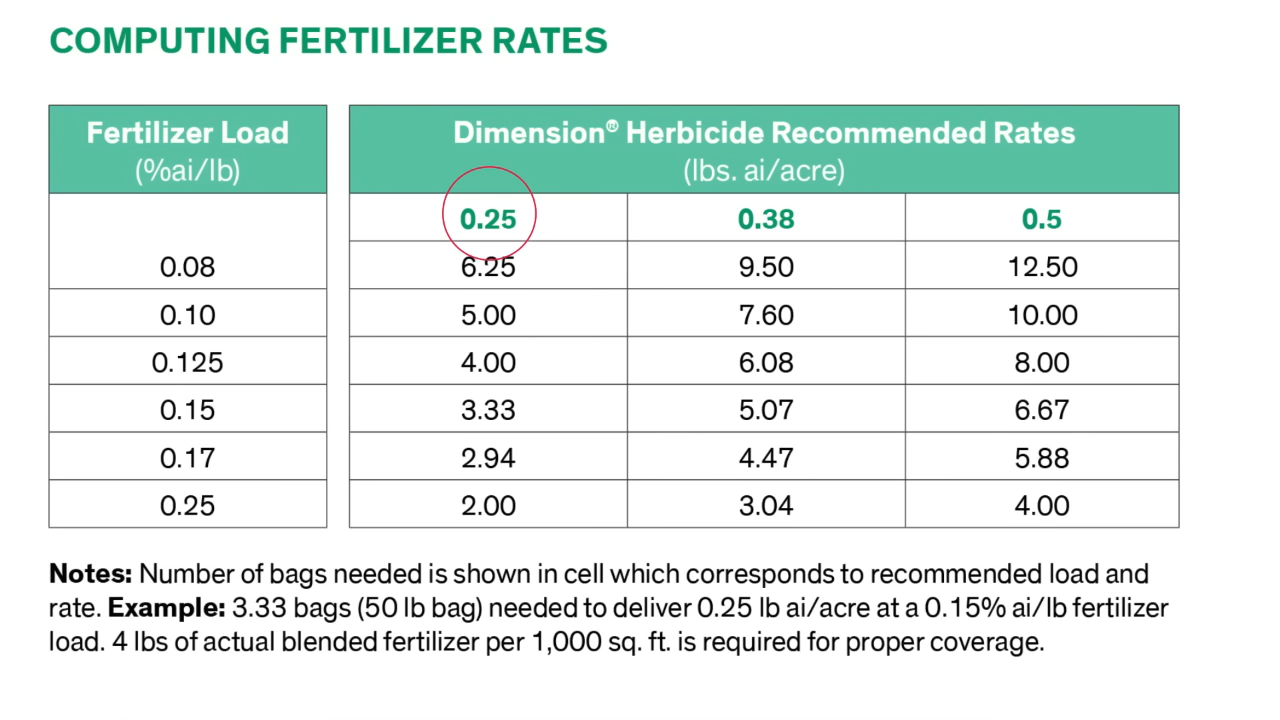 COMPUTING FERTILIZER RATES
Fertilizer Load
(%ai/lb)
Dimension® Herbicide Recommended Rates
(lbs. ai/acre)
0.25 0.38 0.5
0.08 6.25 9.50 12.50
0.10 5.00 7.60 10.00
0.125 4.00 6.08 8.00
0.15 3.33 5.07 6.67
0.17 2.94 4.47 5.88
0.25 2.00 3.04 4.00
Notes: Number of bags needed is shown in cell which corresponds to recommended load and
rate. Example: 3.33 bags (50 lb bag) needed to deliver 0.25 lb ai/acre at a 0.15% ai/lb fertilizer
load. 4 lbs of actual blended fertilizer per 1,000 sq. ft. is required for proper coverage.